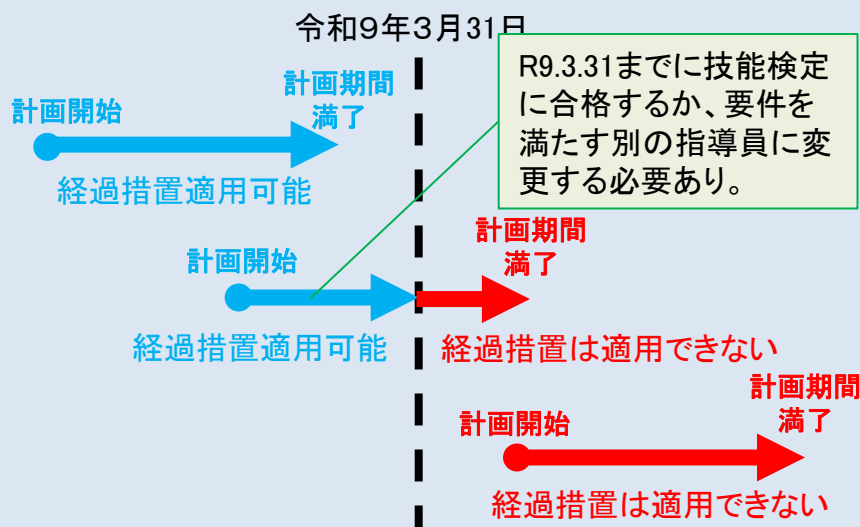 令和９年３月31日
R9.3.31までに技能検定
に合格するか、要件を
満たす別の指導員に変
更する必要あり。
計画開始
計画期間
満了
経過措置適用可能
計画開始
計画期間
満了
経過措置適用可能
経過措置は適用できない
計画開始
計画期間
満了
経過措置は適用できない